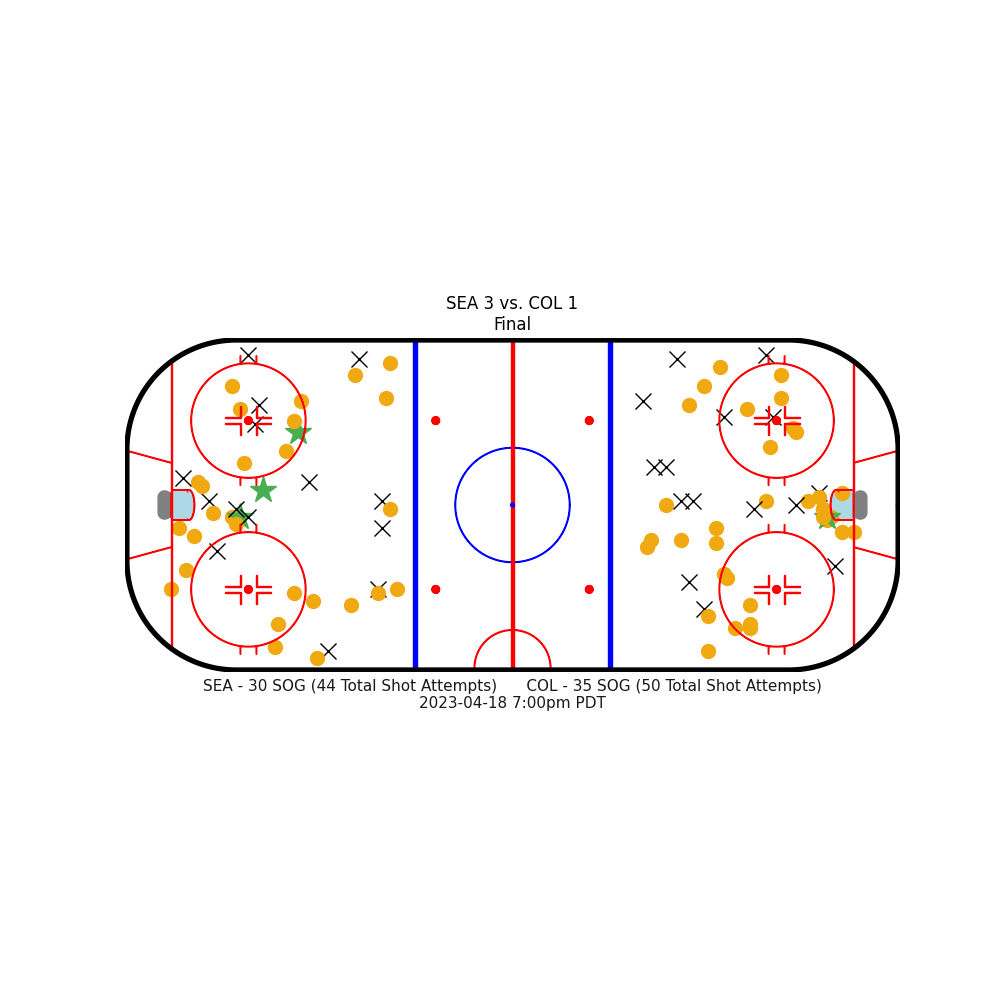 SEA 3 vs. COL 1
Final
SEA - 30 SOG (44 Total Shot Attempts) COL - 35 SOG (50 Total Shot Attempts)
2023-04-18 7:00pm PDT